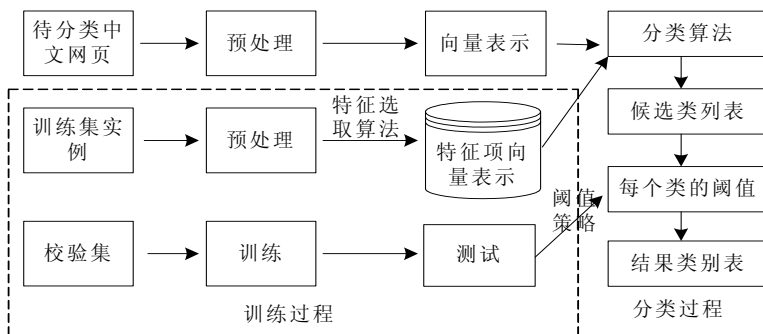 待分类中
文网页
预处理
向量表示
分类算法
训练集实
例
预处理
特征选
取算法
特征项向
量表示
候选类列表
每个类的阈值
阈值
策略
校验集
训练
测试
结果类别表
训练过程
分类过程